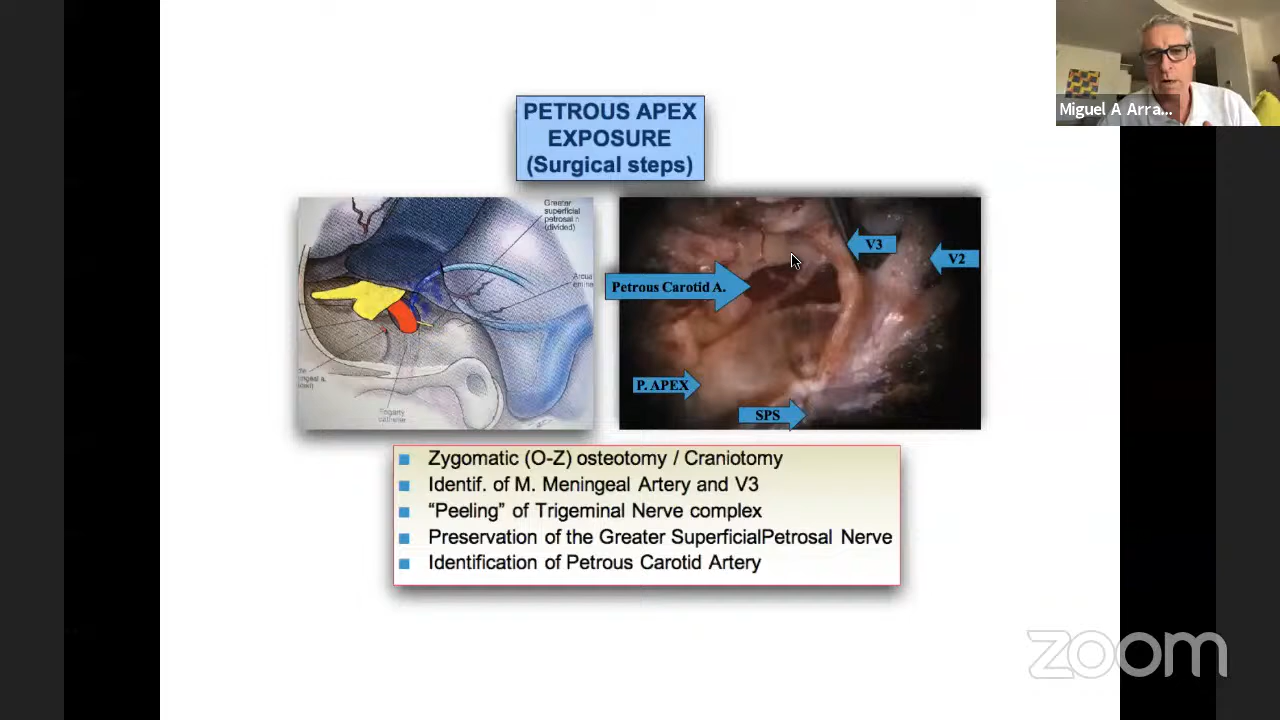 Miguel A Arra...
PETROUS APEX
EXPOSURE
(Surgical steps)
Greater
superficial
petrosal n
(divided)
V3
V2
Petrous Carotid A.
P. APEX
SPS
Fogarty
catheter
Zygomatic (O-Z) osteotomy / Craniotomy
Identif. of M. Meningeal Artery and V3
“Peeling” of Trigeminal Nerve complex
Preservation of the Greater SuperficialPetrosal Nerve
Identification of Petrous Carotid Artery
zoom